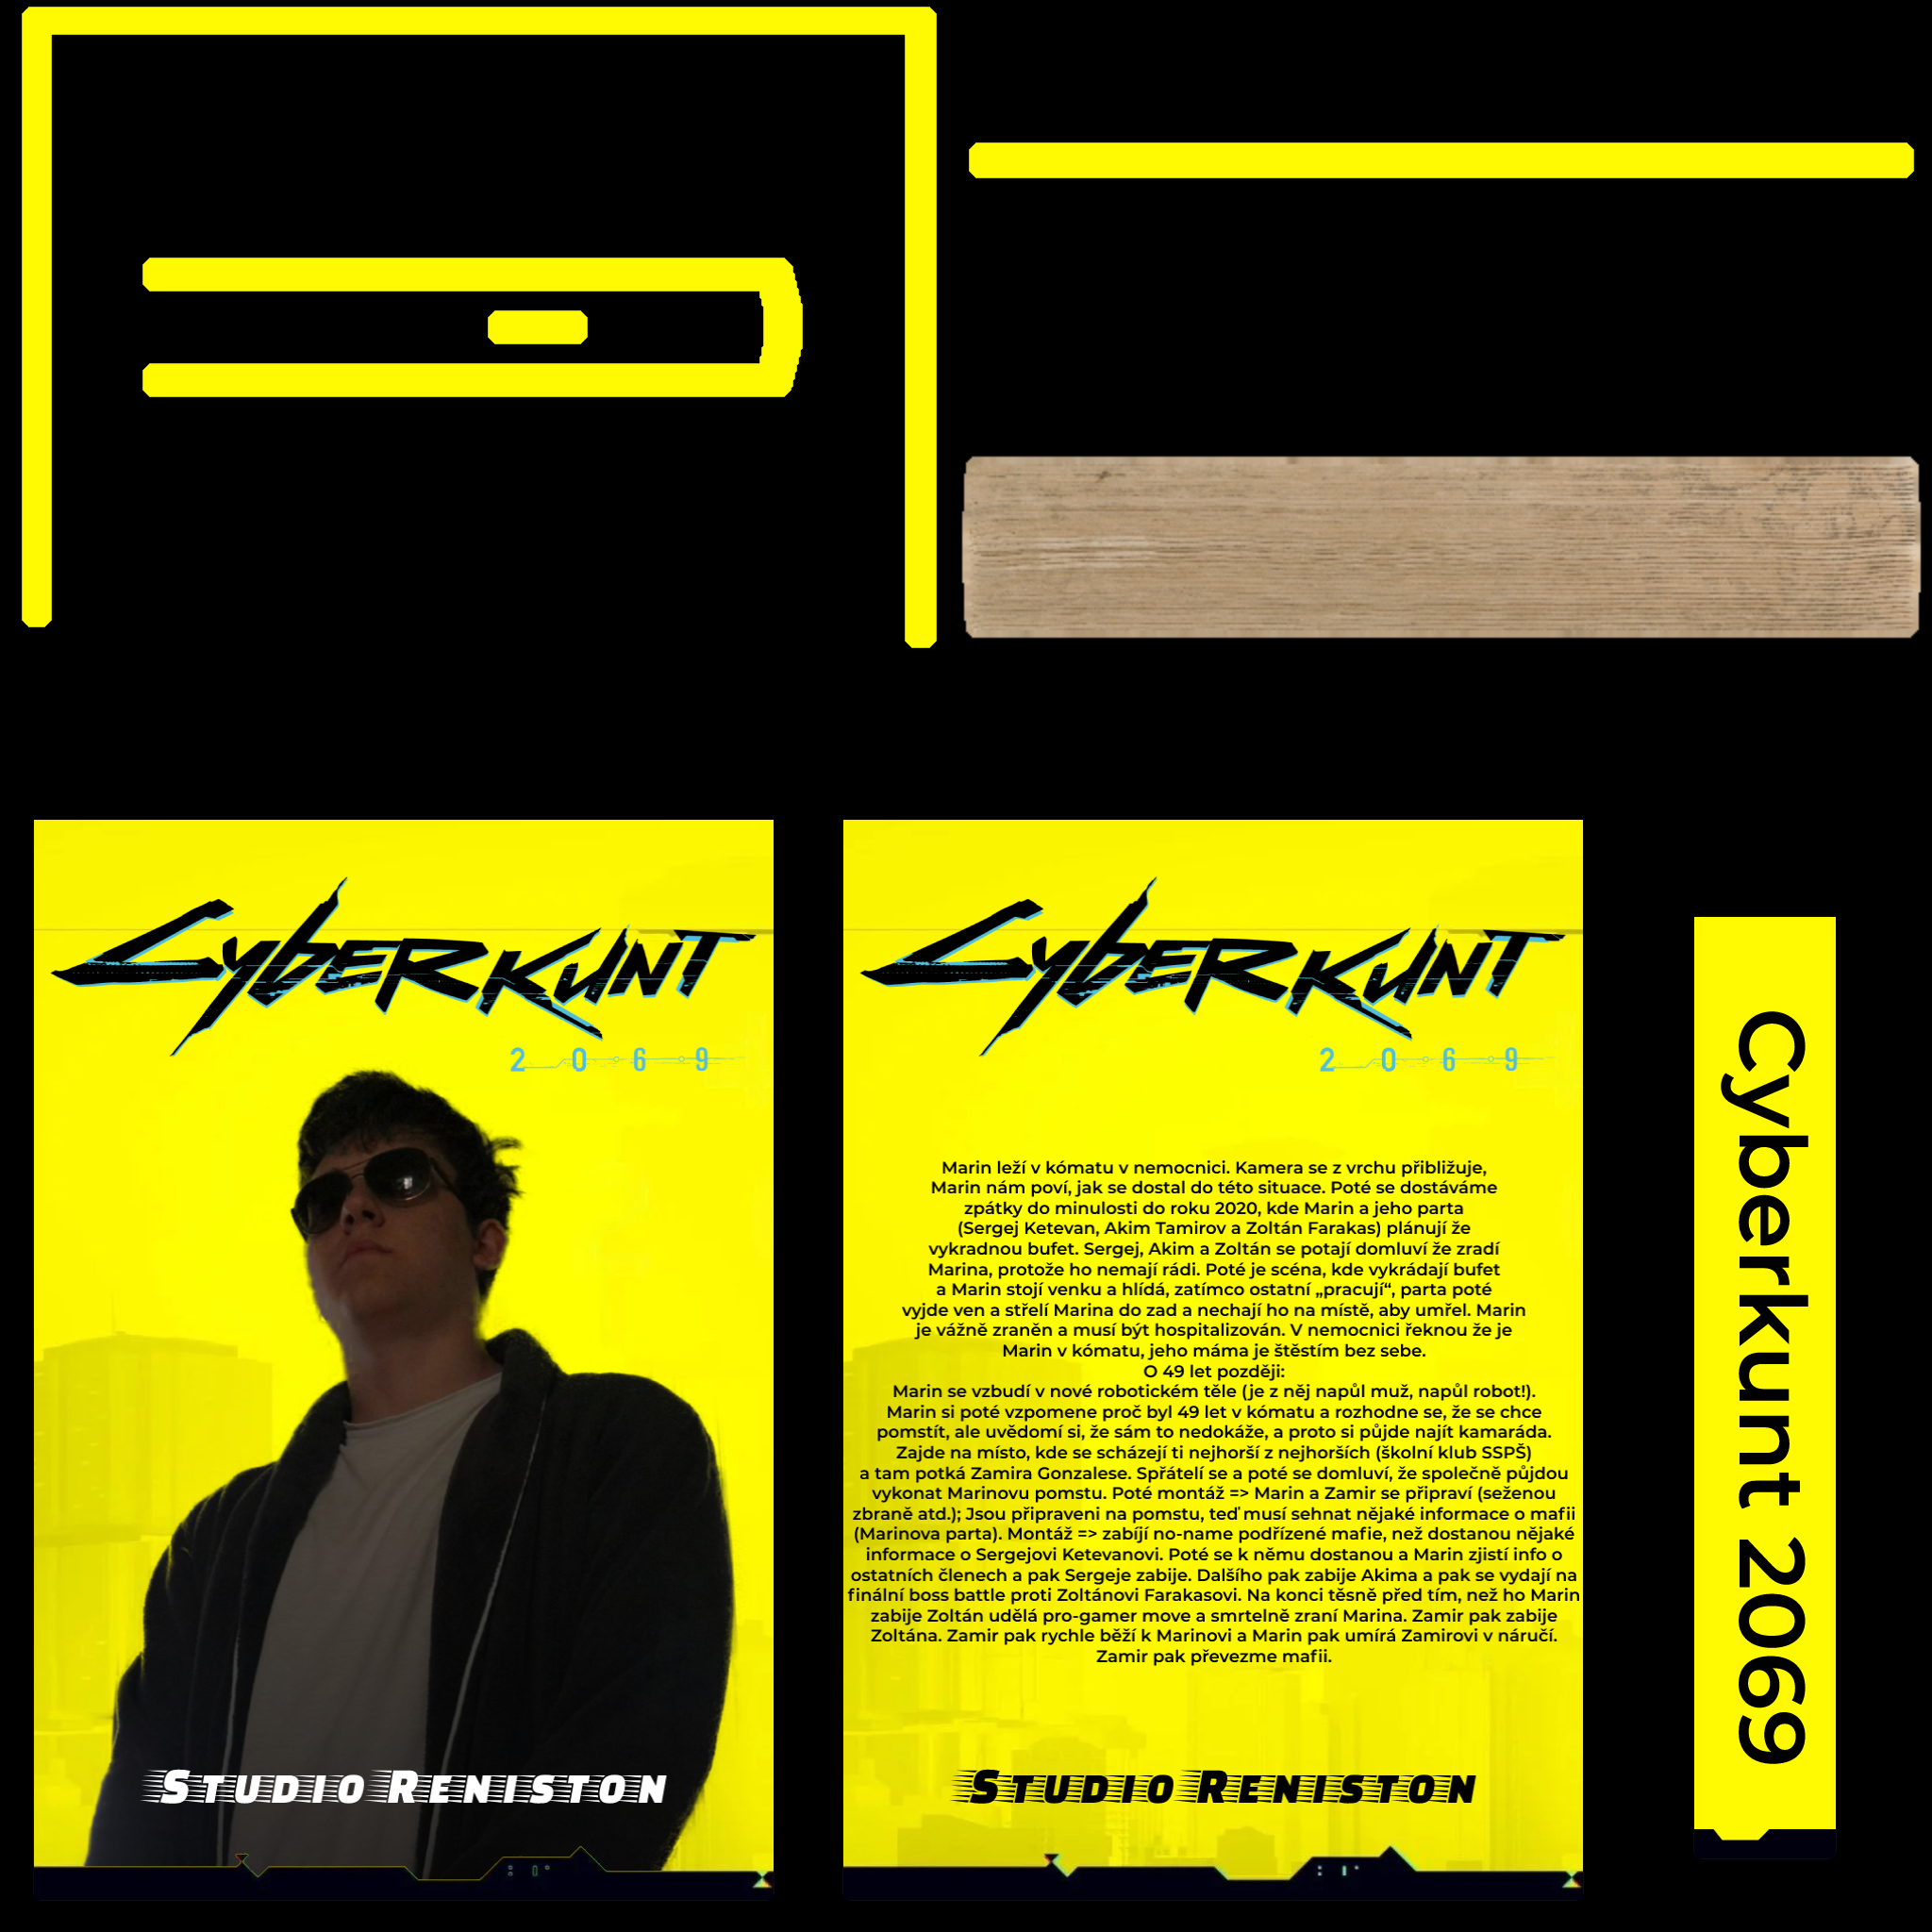 Cyberkunt
2069
Studio Reniston
Cyberkunt
2069
Marin leží v kómatu v nemocnici. Kamera se z vrchu přibližuje,
Marin nám poví, jak se dostal do této situace. Poté se dostáváme
zpátky do minulosti do roku 2020, kde Marin a jeho parta
(Sergej Ketevan, Akim Tamirov a Zoltán Farakas) plánují že
vykradnou bufet. Sergej, Akim a Zoltán se potají domluví že zradí
Marina, protože ho nemají rádi. Poté je scéna, kde vykrádají bufet
a Marin stojí venku a hlídá, zatímco ostatní „pracují“, parta poté
vyjde ven a střelí Marina do zad a nechají ho na místě, aby umřel. Marin
je vážně zraněn a musí být hospitalizován. V nemocnici řeknou že je
Marin v kómatu, jeho máma je štěstím bez sebe.
O 49 let později:
Marin se vzbudí v nové robotickém těle (je z něj napůl muž, napůl robot!).
Marin si poté vzpomene proč byl 49 let v kómatu a rozhodne se, že se chce
pomstít, ale uvědomí si, že sám to nedokáže, a proto si půjde najít kamaráda.
Zajde na místo, kde se scházejí ti nejhorší z nejhorších (školní klub SSPŠ)
a tam potká Zamira Gonzalese. Spřátelí se a poté se domluví, že společně půjdou
vykonat Marinovu pomstu. Poté montáž => Marin a Zamir se připraví (seženou
zbraně atd.); Jsou připraveni na pomstu, teď musí sehnat nějaké informace o mafii
(Marinova parta). Montáž => zabíjí no-name podřízené mafie, než dostanou nějaké
informace o Sergejovi Ketevanovi. Poté se k němu dostanou a Marin zjistí info o
ostatních členech a pak Sergeje zabije. Dalšího pak zabije Akima a pak se vydají na
finální boss battle proti Zoltánovi Farakasovi. Na konci těsně před tím, než ho Marin
zabije Zoltán udělá pro-gamer move a smrtelně zraní Marina. Zamir pak zabije
Zoltána. Zamir pak rychle běží k Marinovi a Marin pak umírá Zamirovi v náručí.
Zamir pak převezme mafii.
Studio Reniston
Cyberkunt 2069